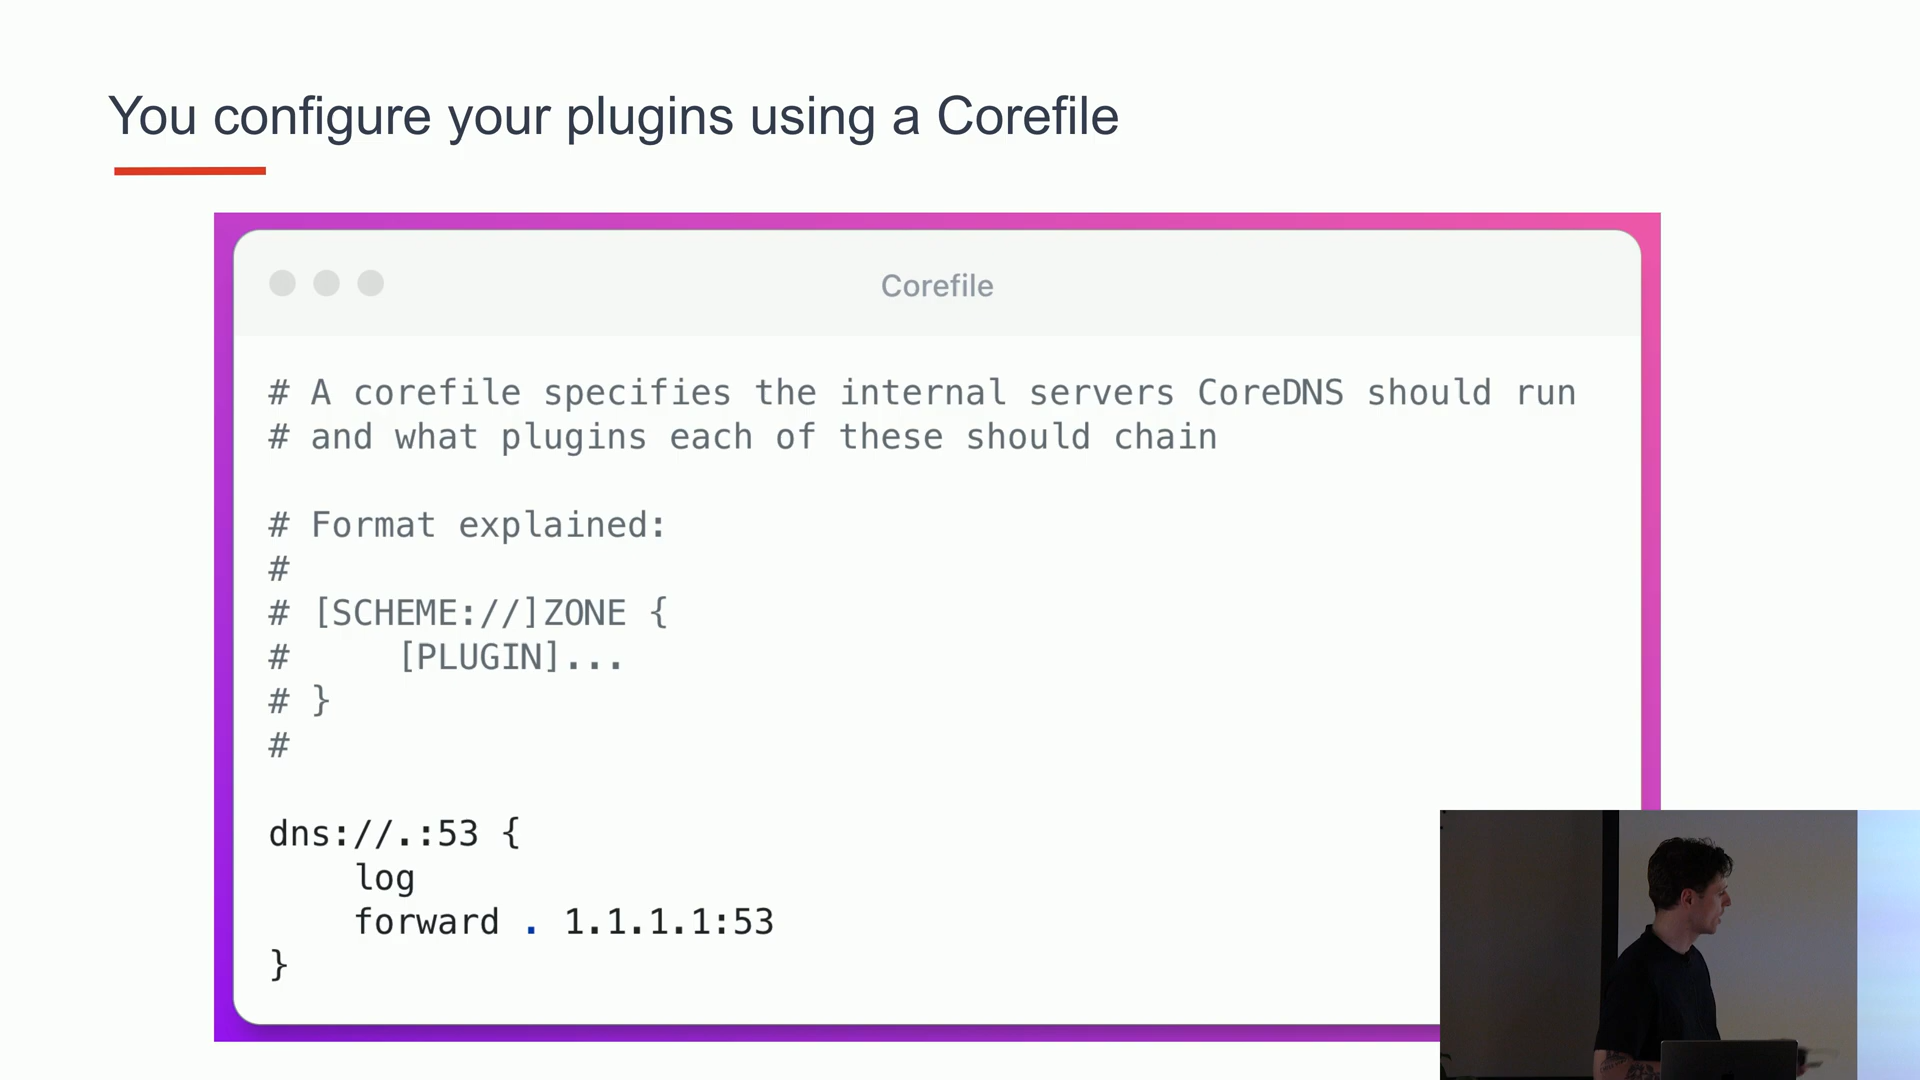 You configure your plugins using a Corefile
Corefile
# A corefile specifies the internal servers CoreDNS should run
# and what plugins each of these should chain
# Format explained:
#
# [SCHEME://]ZONE {
#     [PLUGIN]...
# }
#
dns://.:53 {
    log
    forward . 1.1.1.1:53
}